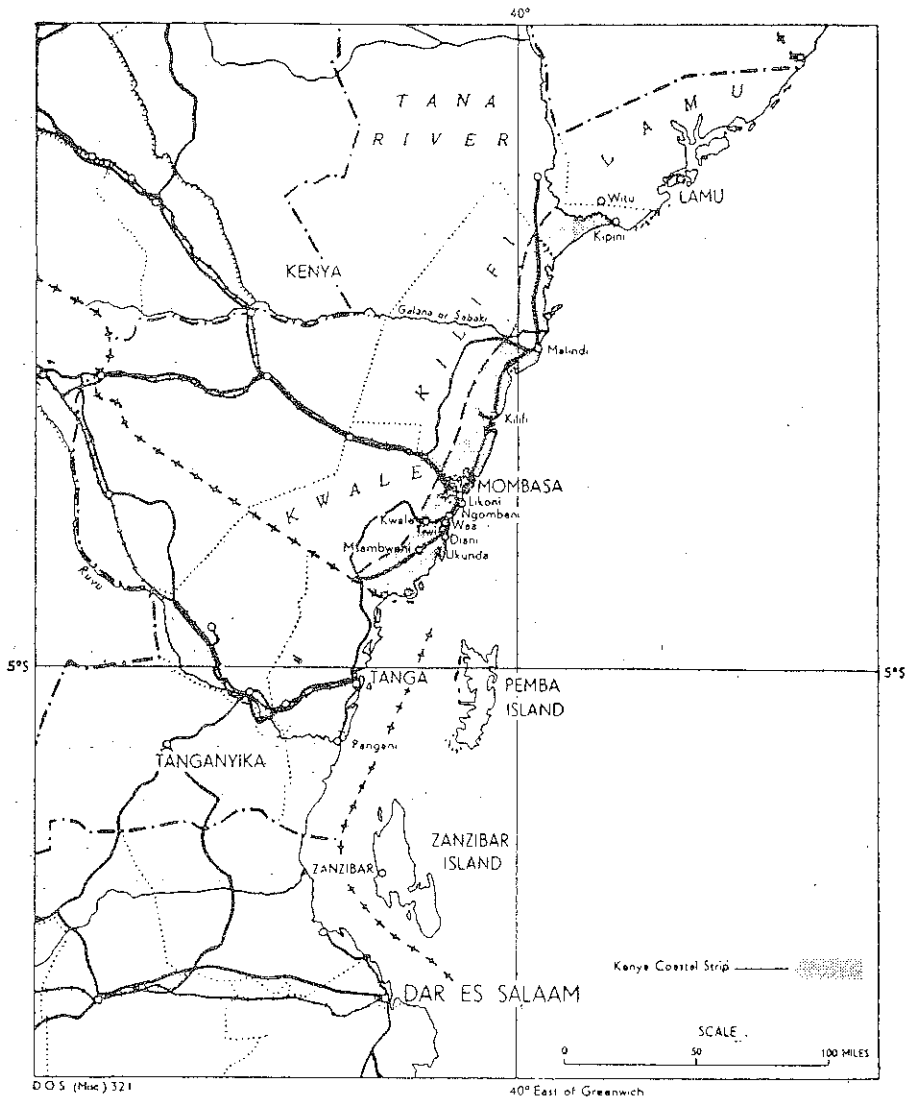 40°
TANA
RIVER
LAMU
Witu
LAMU
Kipini
KENYA
KILIFI
Galana or Sabaki
Malindi
Kilifi
KWALE
MOMBASA
Likoni
Ngombeni
Kwale
Waa
Tiwi
Diani
Msambweni
Ukunda
Ruvu
5°S
5°S
TANGA
PEMBA
ISLAND
Pangani
TANGANYIKA
ZANZIBAR
ISLAND
ZANZIBAR
Kenya Coastal Strip
DAR ES SALAAM
SCALE
0 50 100 MILES
D O S (Misc) 321
40° East of Greenwich